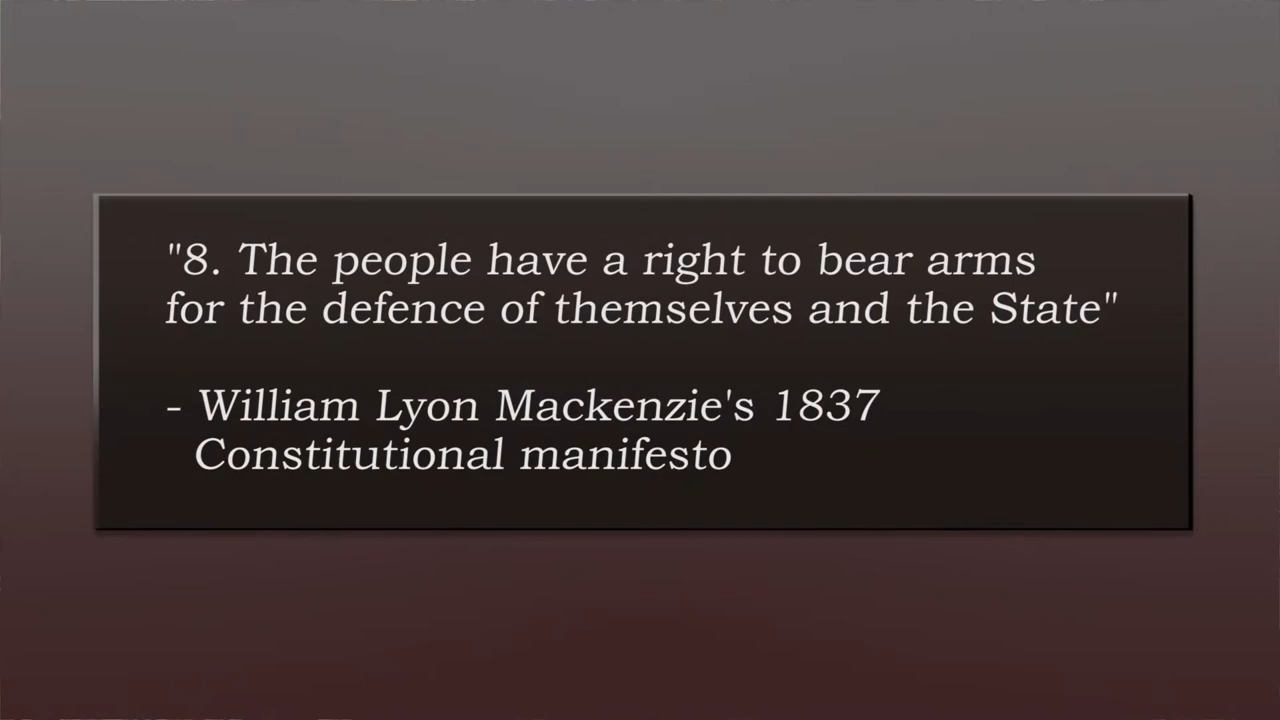 "8. The people have a right to bear arms
for the defence of themselves and the State"
- William Lyon Mackenzie's 1837
Constitutional manifesto